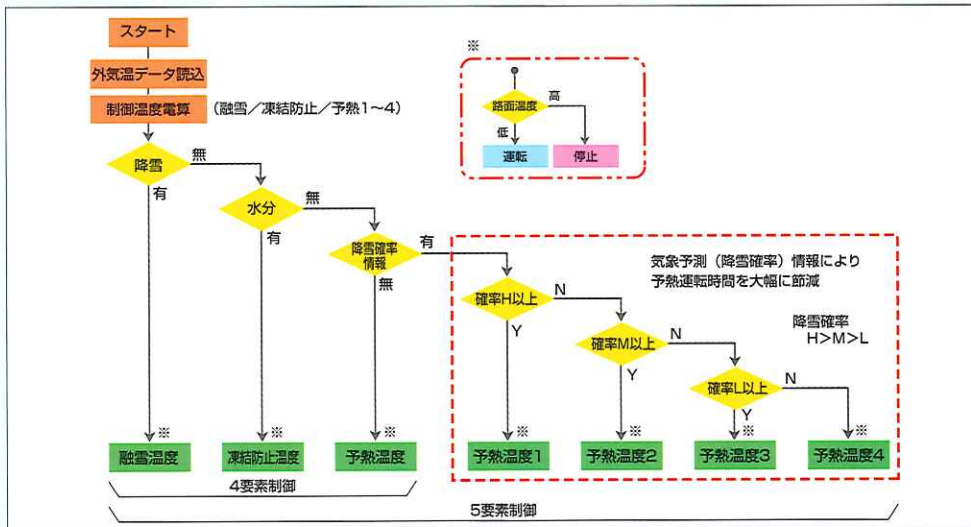 スタート
外気温データ読込
制御温度電算 (融雪/凍結防止/予熱1〜4)
※
路面温度
高
低
運転
停止
降雪
無
有
水分
無
有
降雪確率
情報
有
無
気象予測(降雪確率)情報により
予熱運転時間を大幅に節減
確率H以上
N
Y
降雪確率
H>M>L
確率M以上
N
Y
確率L以上
N
Y
※
※
※
※
※
※
※
融雪温度
凍結防止温度
予熱温度
予熱温度1
予熱温度2
予熱温度3
予熱温度4
4要素制御
5要素制御